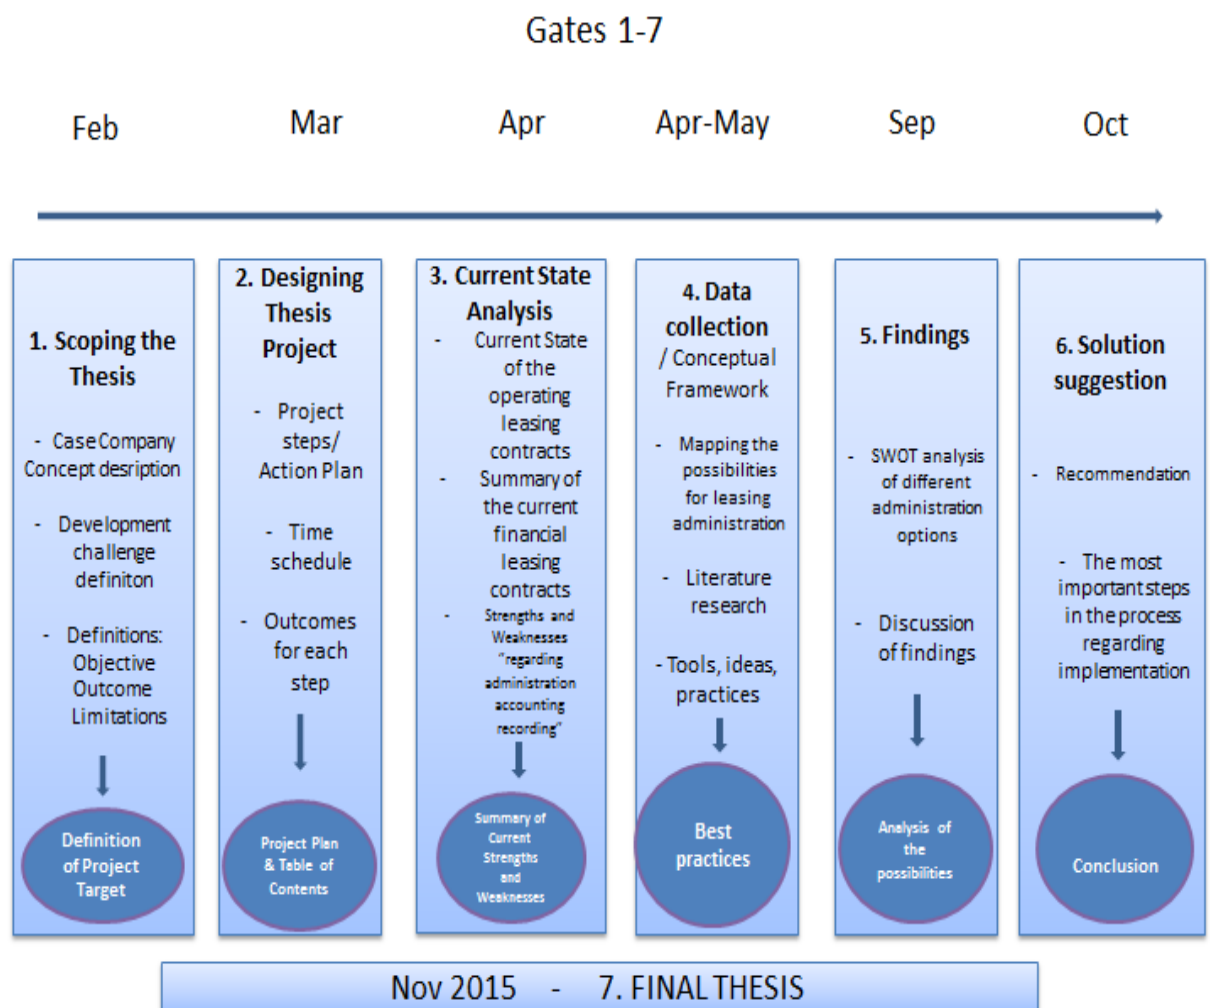 Gates 1-7
Feb
Mar
Apr
Apr-May
Sep
Oct
1. Scoping the
Thesis
- Case Company
Concept desription
- Development
challenge
definiton
- Definitions:
Objective
Outcome
Limitations
Definition
of Project
Target
2. Designing
Thesis
Project
- Project
steps/
Action Plan
- Time
schedule
- Outcomes
for each
step
Project Plan
& Table of
Contents
3. Current State
Analysis
- Current State
of the
operating
leasing
contracts
- Summary of
the current
financial
leasing
contracts
- Strengths and
Weaknesses
"regarding
administration
accounting
recording"
Summary of
Current
Strengths
and
Weaknesses
4. Data
collection
/ Conceptual
Framework
- Mapping the
possibilities
for leasing
administration
- Literature
research
- Tools, ideas,
practices
Best
practices
5. Findings
- SWOT analysis
of different
administration
options
- Discussion
of findings
Analysis of
the
possibilities
6. Solution
suggestion
- Recommendation
- The most
important steps
in the process
regarding
implementation
Conclusion
Nov 2015 - 7. FINAL THESIS